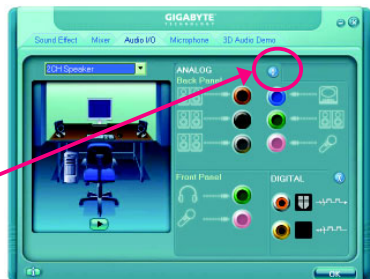 GIGABYTE
TECHNOLOGY
Sound Effect Mixer Audio I/O Microphone 3D Audio Demo
2CH Speaker
ANALOG
Back Panel
Front Panel
DIGITAL
OK